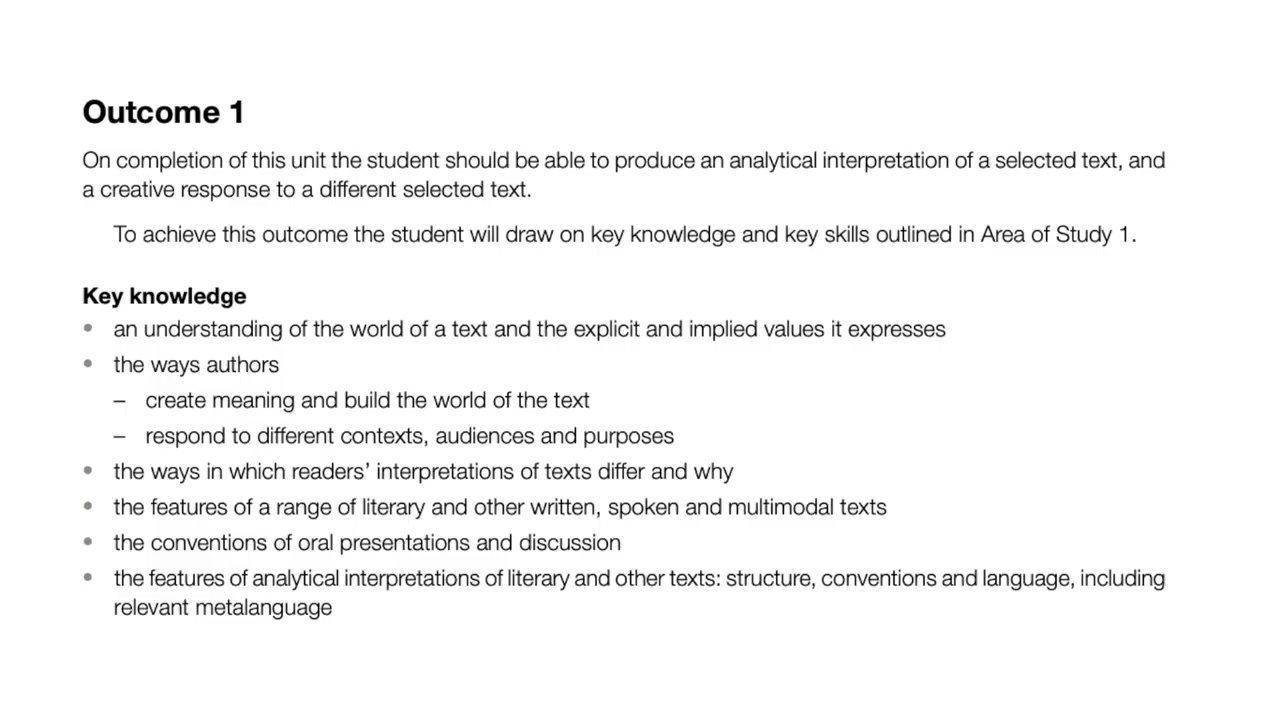 Outcome 1
On completion of this unit the student should be able to produce an analytical interpretation of a selected text, and
a creative response to a different selected text.
To achieve this outcome the student will draw on key knowledge and key skills outlined in Area of Study 1.
Key knowledge
• an understanding of the world of a text and the explicit and implied values it expresses
• the ways authors
– create meaning and build the world of the text
– respond to different contexts, audiences and purposes
• the ways in which readers’ interpretations of texts differ and why
• the features of a range of literary and other written, spoken and multimodal texts
• the conventions of oral presentations and discussion
• the features of analytical interpretations of literary and other texts: structure, conventions and language, including
relevant metalanguage